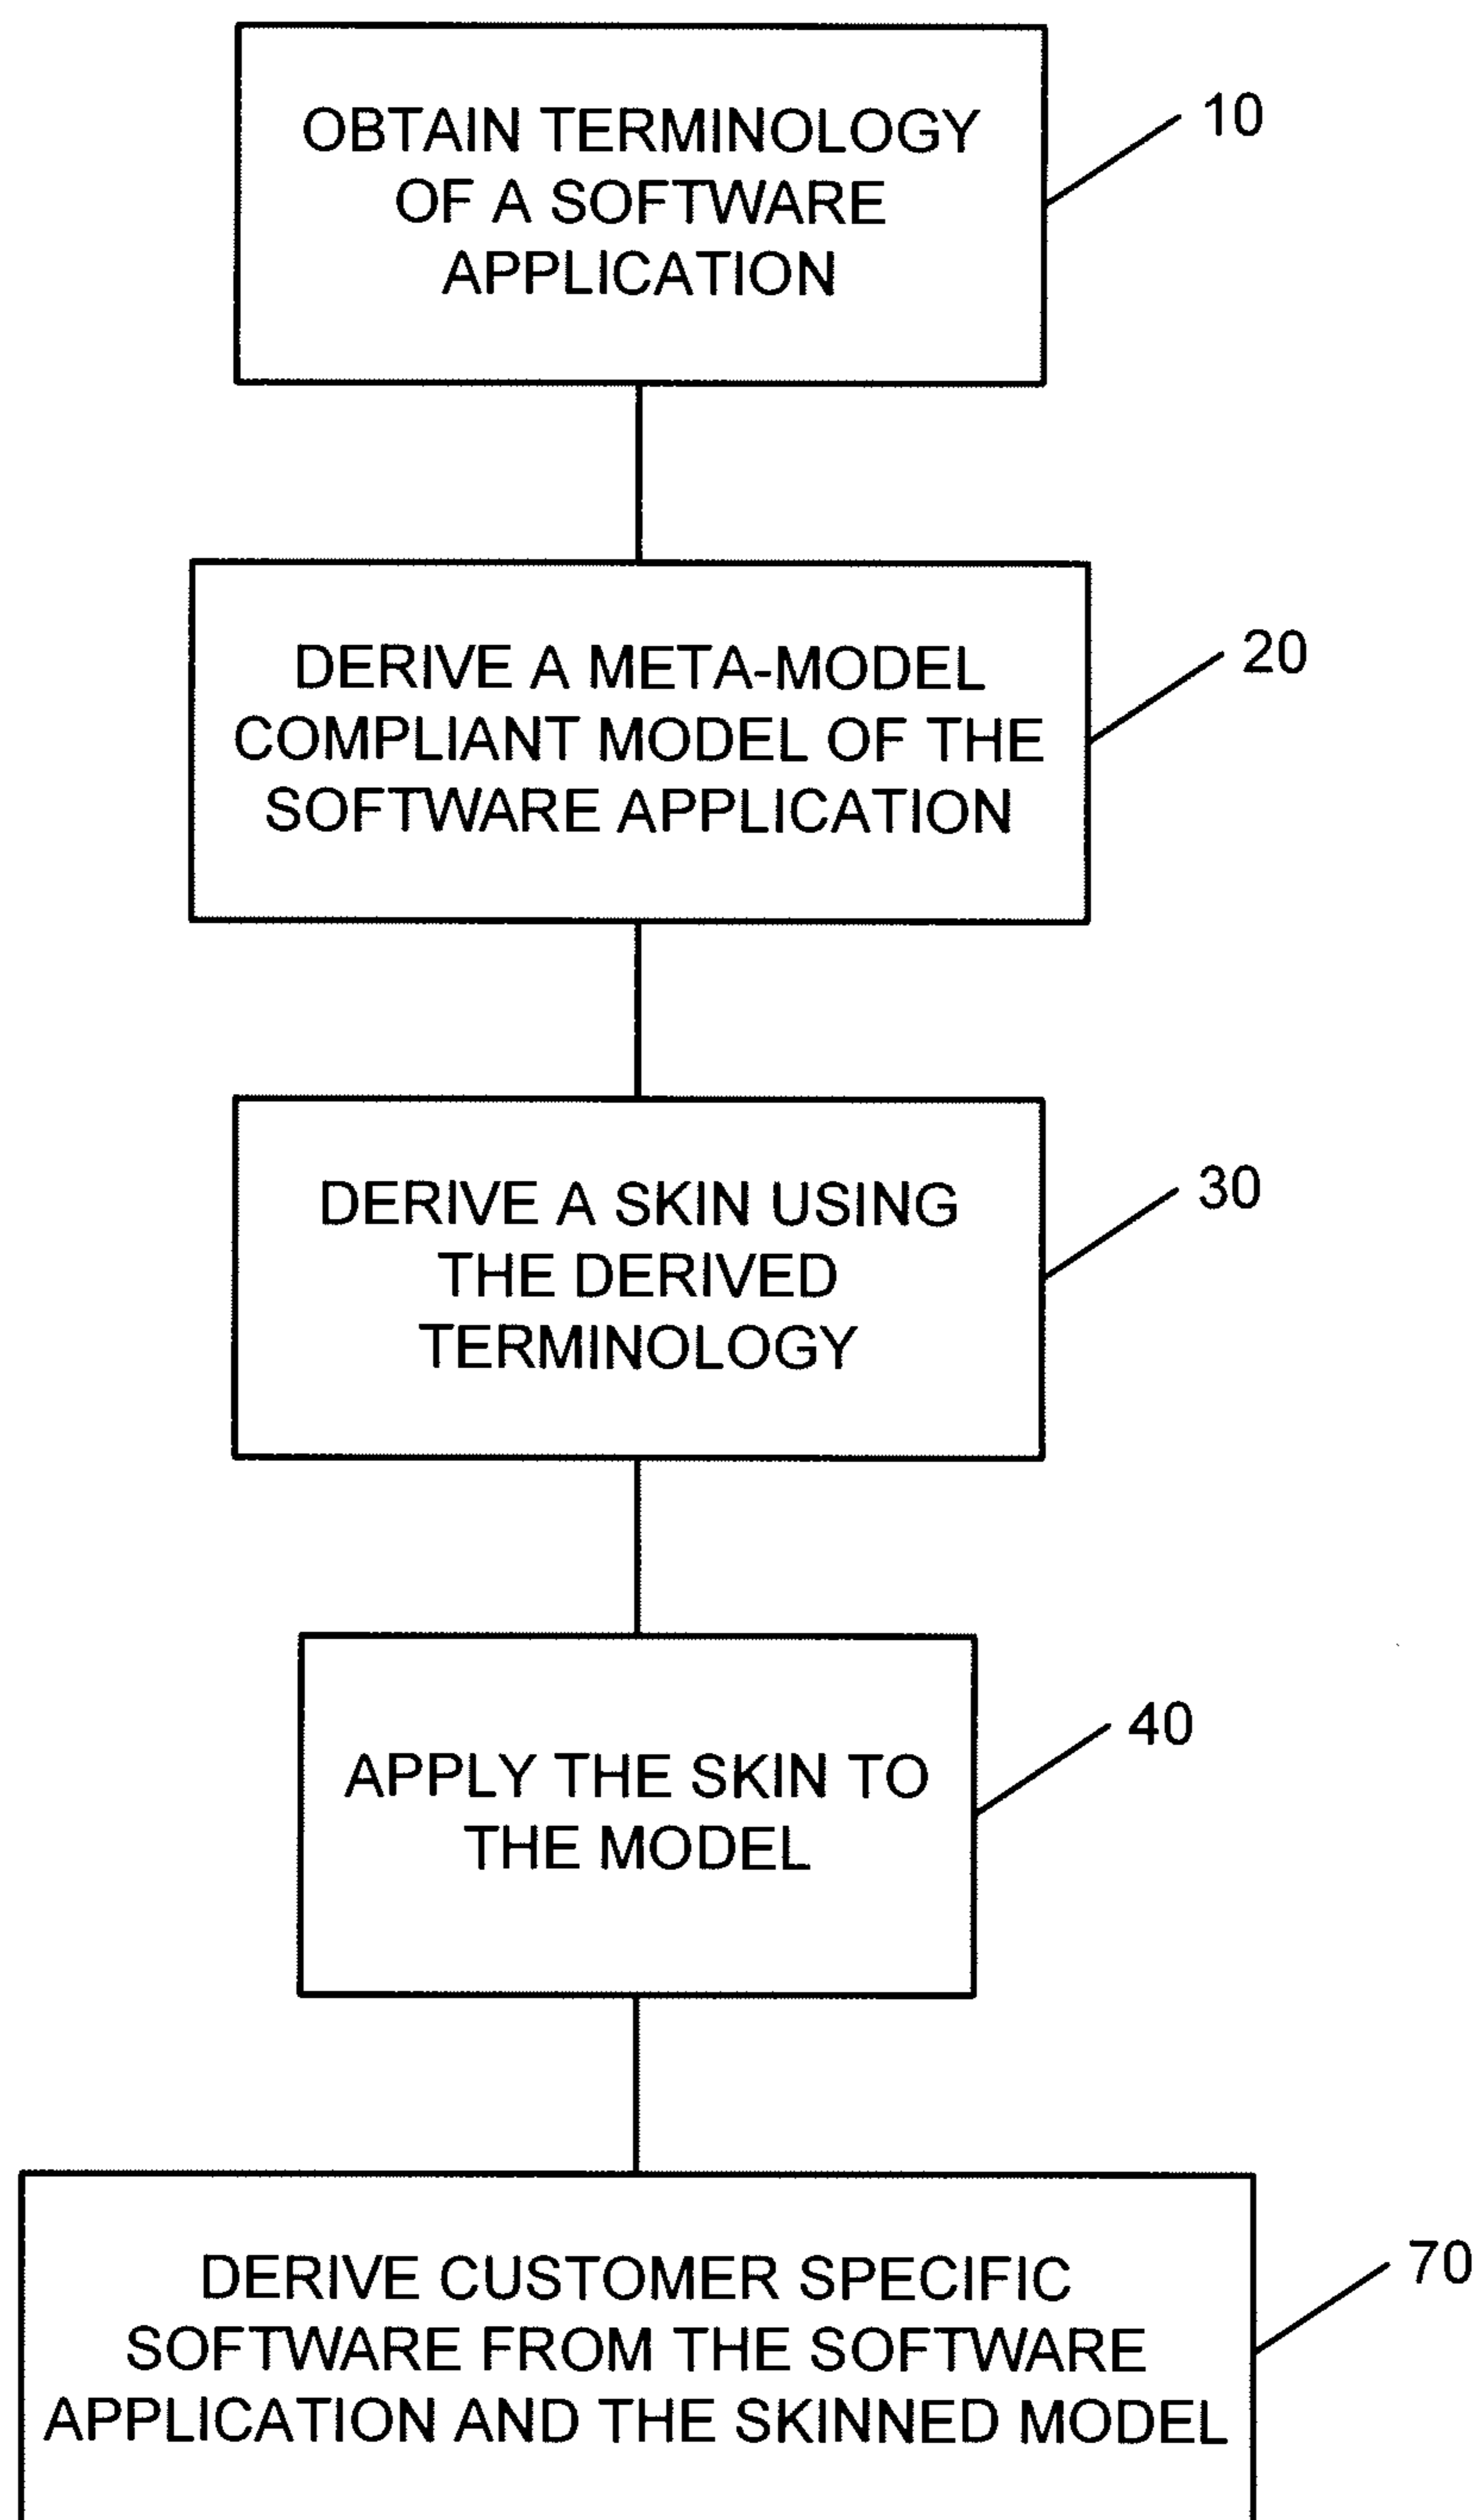 OBTAIN TERMINOLOGY
OF A SOFTWARE
APPLICATION
10
DERIVE A META-MODEL
COMPLIANT MODEL OF THE
SOFTWARE APPLICATION
20
DERIVE A SKIN USING
THE DERIVED
TERMINOLOGY
30
APPLY THE SKIN TO
THE MODEL
40
DERIVE CUSTOMER SPECIFIC
SOFTWARE FROM THE SOFTWARE
APPLICATION AND THE SKINNED MODEL
70